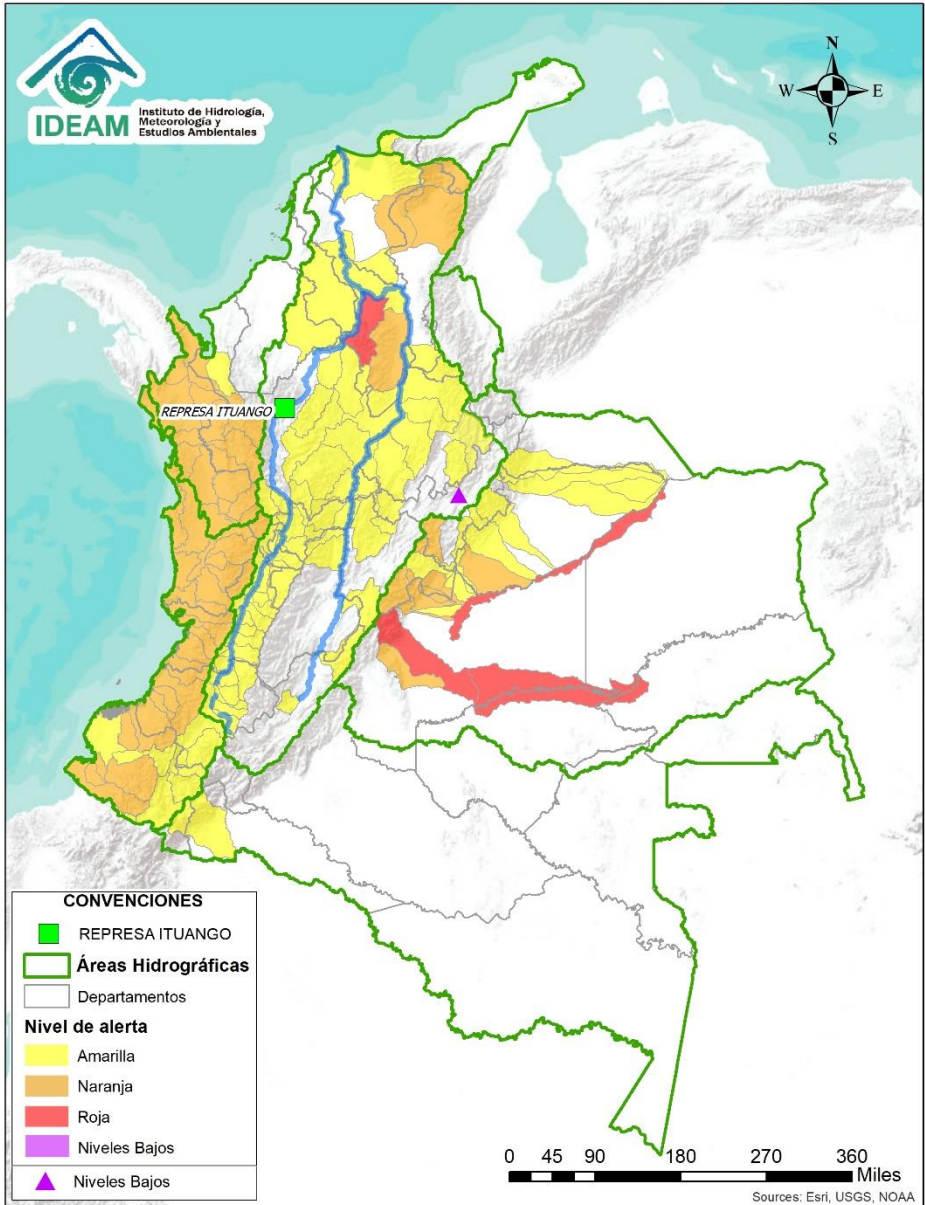 IDEAM
Instituto de Hidrología,
Meteorología y
Estudios Ambientales
N
W E
S
REPRESA ITUANGO
CONVENCIONES
REPRESA ITUANGO
Áreas Hidrográficas
Departamentos
Nivel de alerta
Amarilla
Naranja
Roja
Niveles Bajos
Niveles Bajos
0 45 90 180 270 360
Miles
Sources: Esri, USGS, NOAA